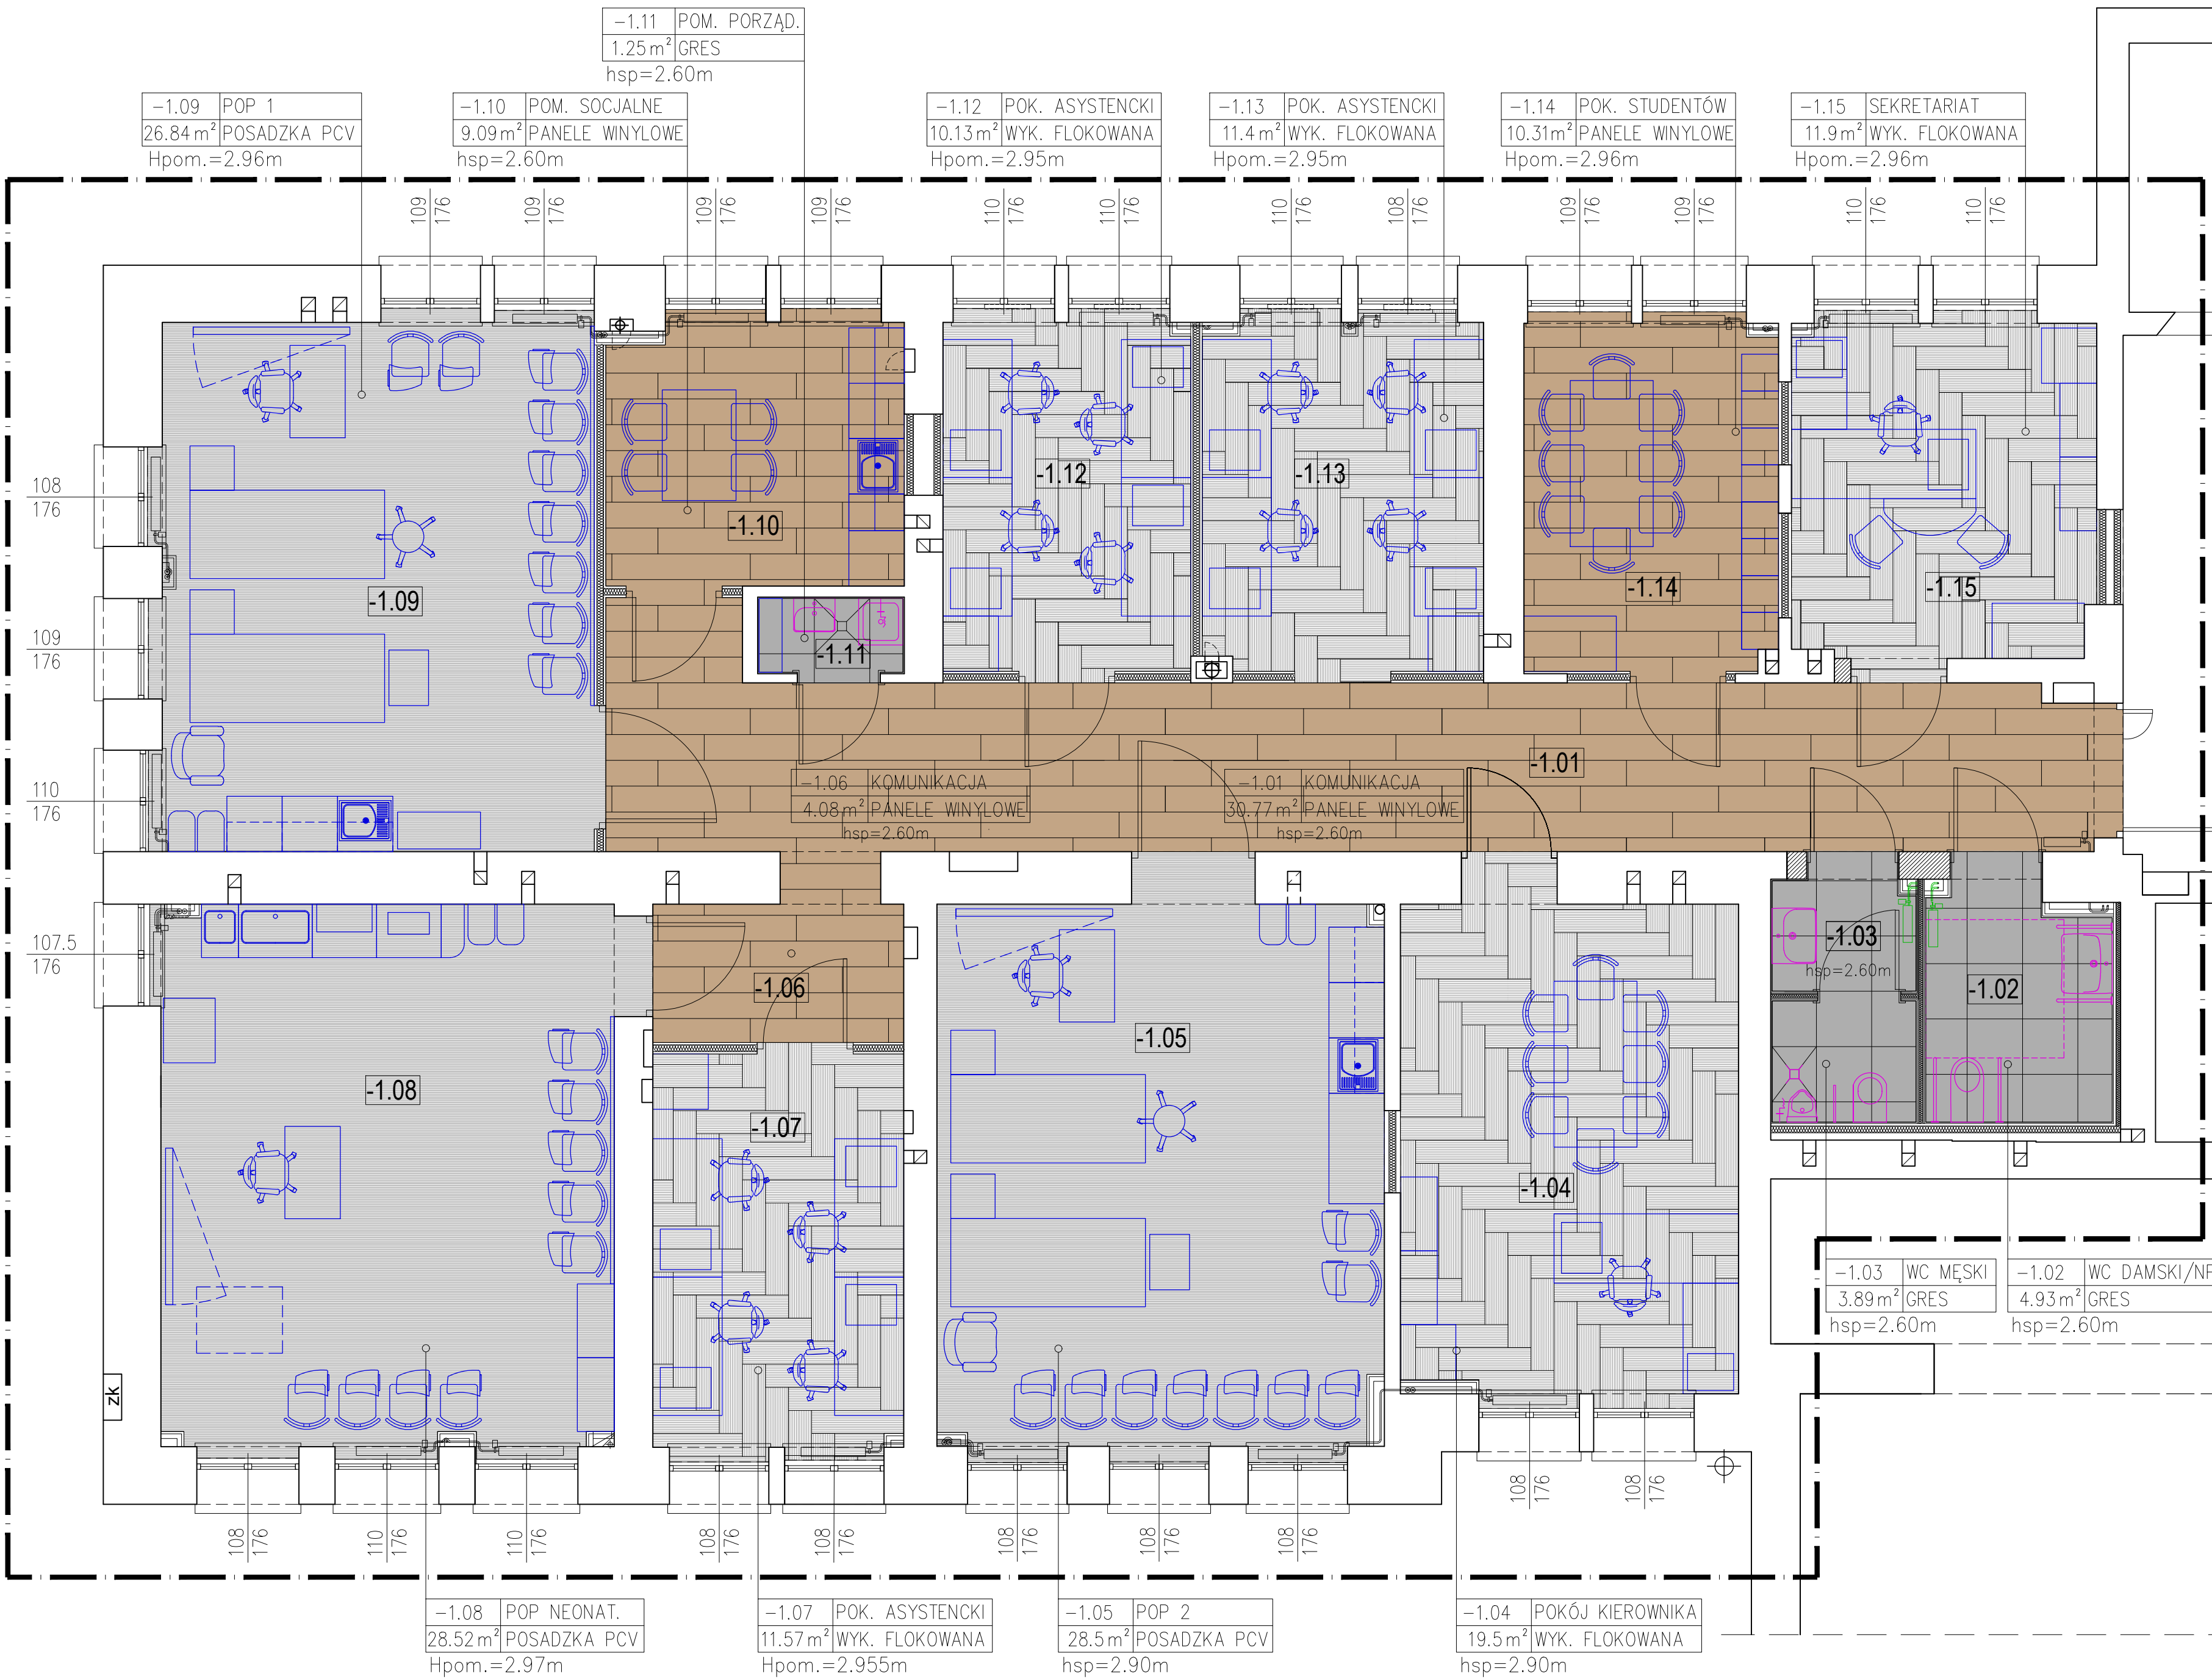 -1.11 POM. PORZĄD.
1.25 m² GRES
hsp=2.60m
-1.09 POP 1
26.84 m² POSADZKA PCV
Hpom.=2.96m
-1.10 POM. SOCJALNE
9.09 m² PANELE WINYLOWE
hsp=2.60m
-1.12 POK. ASYSTENCKI
10.13 m² WYK. FLOKOWANA
Hpom.=2.95m
-1.13 POK. ASYSTENCKI
11.4 m² WYK. FLOKOWANA
Hpom.=2.95m
-1.14 POK. STUDENTÓW
10.31 m² PANELE WINYLOWE
Hpom.=2.96m
-1.15 SEKRETARIAT
11.9 m² WYK. FLOKOWANA
Hpom.=2.96m
109 176
109 176
109 176
109 176
110 176
110 176
110 176
108 176
109 176
109 176
110 176
110 176
108
176
109
176
110
176
107.5
176
-1.09
-1.10
-1.11
-1.12
-1.13
-1.14
-1.15
-1.01
-1.06 KOMUNIKACJA
4.08 m² PANELE WINYLOWE
hsp=2.60m
-1.01 KOMUNIKACJA
30.77 m² PANELE WINYLOWE
hsp=2.60m
-1.03
hsp=2.60m
-1.02
-1.06
-1.05
-1.08
-1.07
-1.04
zk
-1.03 WC MĘSKI
3.89 m² GRES
hsp=2.60m
-1.02 WC DAMSKI/
4.93 m² GRES
hsp=2.60m
108 176
110 176
110 176
108 176
108 176
108 176
108 176
108 176
108 176
108 176
-1.08 POP NEONAT.
28.52 m² POSADZKA PCV
Hpom.=2.97m
-1.07 POK. ASYSTENCKI
11.57 m² WYK. FLOKOWANA
Hpom.=2.955m
-1.05 POP 2
28.5 m² POSADZKA PCV
hsp=2.90m
-1.04 POKÓJ KIEROWNIKA
19.5 m² WYK. FLOKOWANA
hsp=2.90m